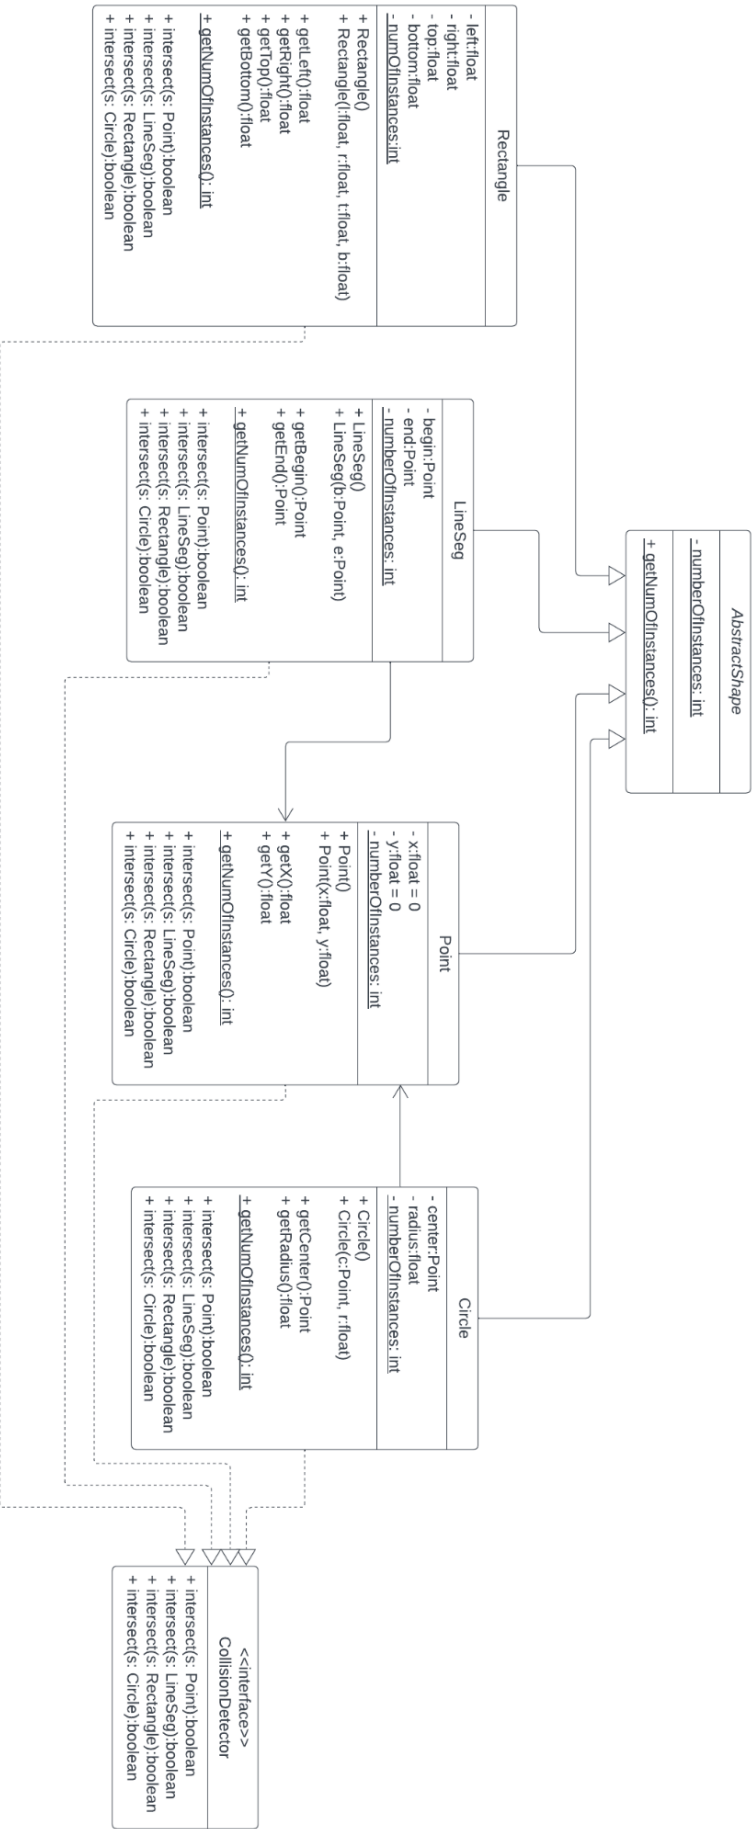 AbstractShape
- numberOfInstances: int
+ getNumOfInstances(): int
Rectangle
- left:float
- right:float
- top:float
- bottom:float
- numOfInstances:int
+ Rectangle()
+ Rectangle(l:float, r:float, t:float, b:float)
+ getLeft():float
+ getRight():float
+ getTop():float
+ getBottom():float
+ getNumOfInstances(): int
+ intersect(s: Point):boolean
+ intersect(s: LineSeg):boolean
+ intersect(s: Rectangle):boolean
+ intersect(s: Circle):boolean
LineSeg
- begin:Point
- end:Point
- numberOfInstances: int
+ LineSeg()
+ LineSeg(b:Point, e:Point)
+ getBegin():Point
+ getEnd():Point
+ getNumOfInstances(): int
+ intersect(s: Point):boolean
+ intersect(s: LineSeg):boolean
+ intersect(s: Rectangle):boolean
+ intersect(s: Circle):boolean
Point
- x:float = 0
- y:float = 0
- numberOfInstances: int
+ Point()
+ Point(x:float, y:float)
+ getX():float
+ getY():float
+ getNumOfInstances(): int
+ intersect(s: Point):boolean
+ intersect(s: LineSeg):boolean
+ intersect(s: Rectangle):boolean
+ intersect(s: Circle):boolean
Circle
- center:Point
- radius:float
- numberOfInstances: int
+ Circle()
+ Circle(c:Point, r:float)
+ getCenter():Point
+ getRadius():float
+ getNumOfInstances(): int
+ intersect(s: Point):boolean
+ intersect(s: LineSeg):boolean
+ intersect(s: Rectangle):boolean
+ intersect(s: Circle):boolean
<<interface>>
CollisionDetector
+ intersect(s: Point):boolean
+ intersect(s: LineSeg):boolean
+ intersect(s: Rectangle):boolean
+ intersect(s: Circle):boolean